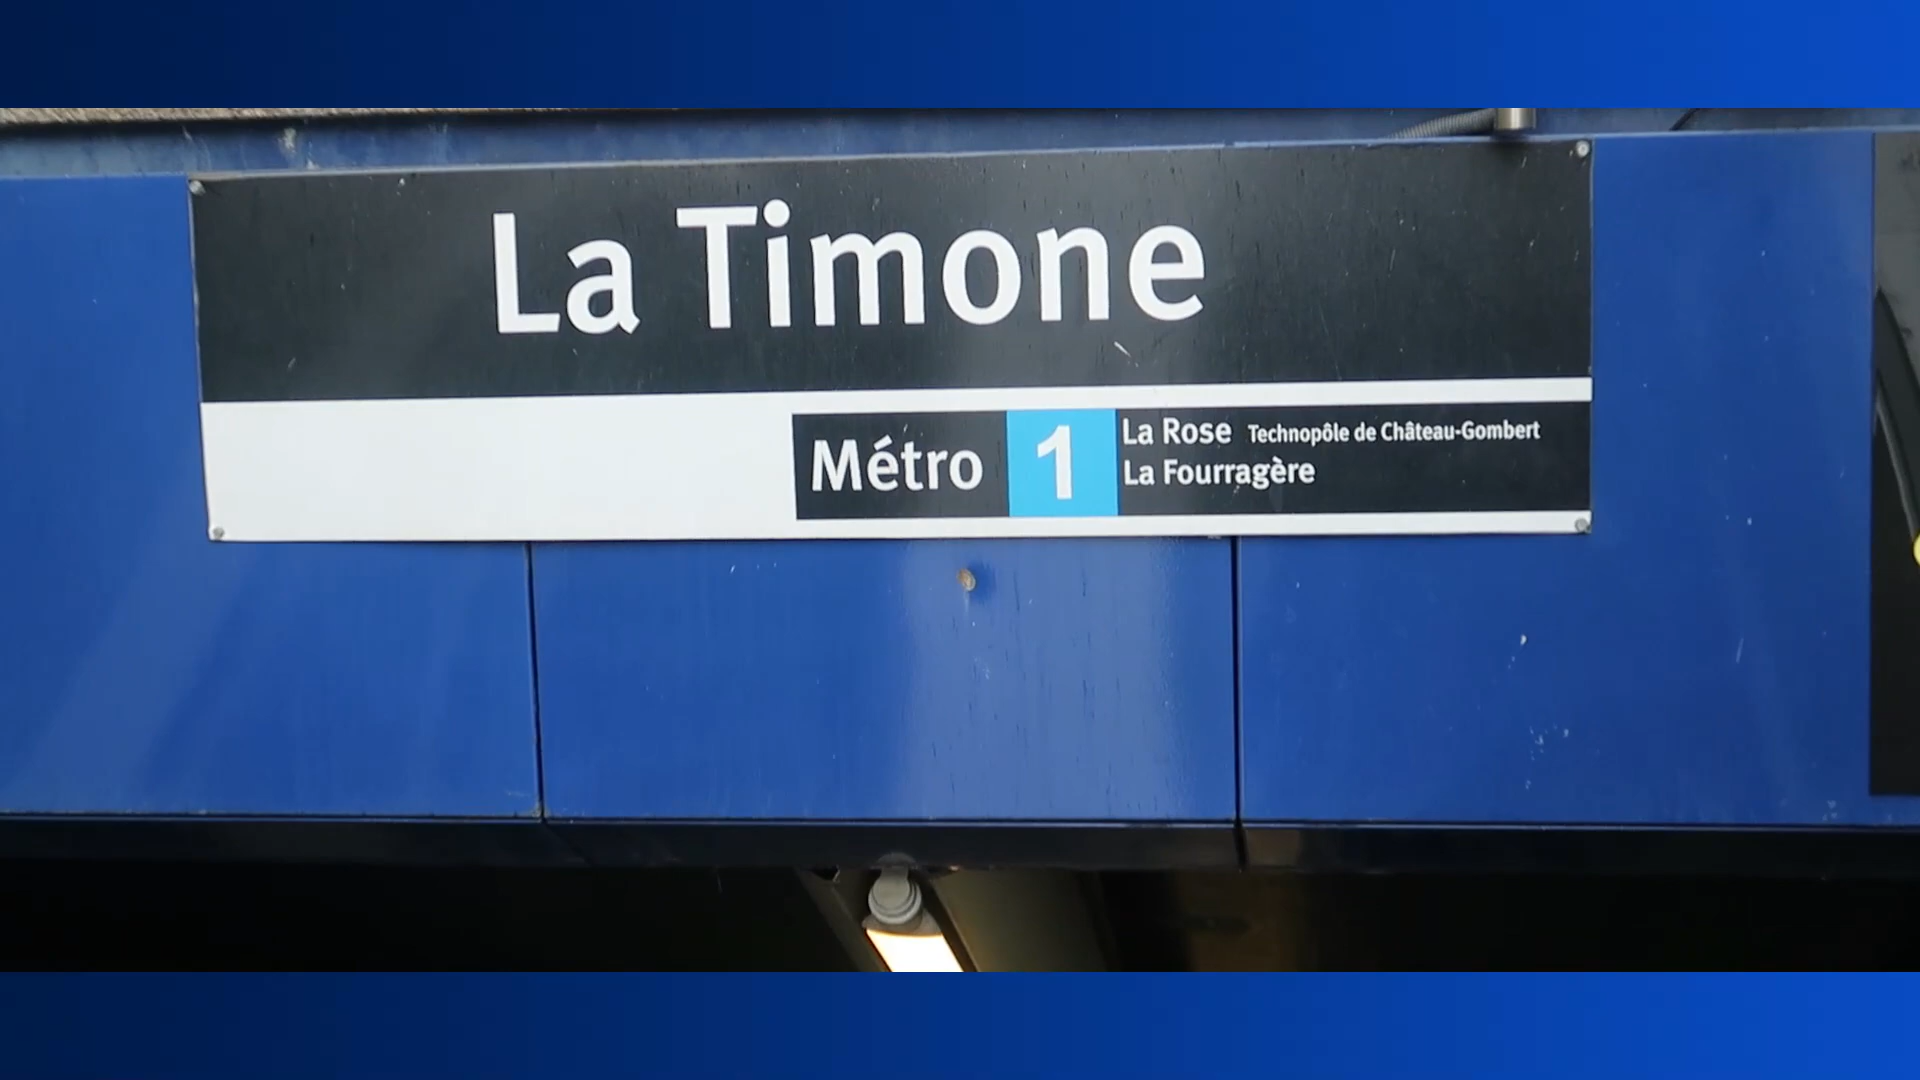 La Timone
Métro 1 La Rose Technopôle de Château-Gombert
La Fourragère